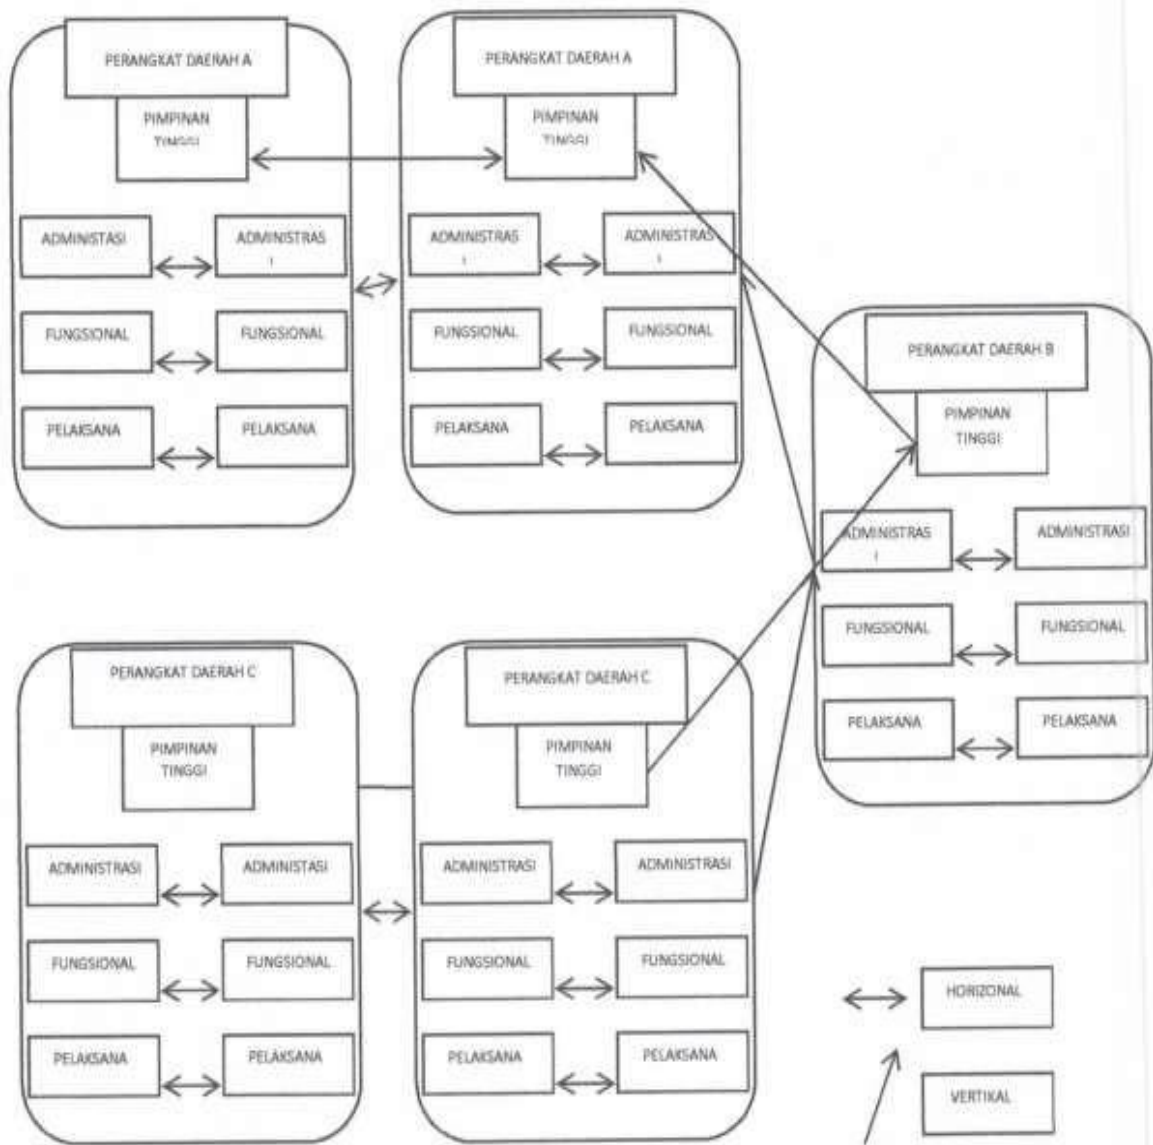 PERANGKAT DAERAH A
PIMPINAN
TINGGI
ADMINISTASI
ADMINISTRAS
I
FUNGSIONAL
FUNGSIONAL
PELAKSANA
PELAKSANA
PERANGKAT DAERAH A
PIMPINAN
TINGGI
ADMINISTRAS
I
ADMINISTRAS
I
FUNGSIONAL
FUNGSIONAL
PELAKSANA
PELAKSANA
PERANGKAT DAERAH B
PIMPINAN
TINGGI
ADMINISTRAS
I
ADMINISTRASI
FUNGSIONAL
FUNGSIONAL
PELAKSANA
PELAKSANA
PERANGKAT DAERAH C
PIMPINAN
TINGGI
ADMINISTRASI
ADMINISTASI
FUNGSIONAL
FUNGSIONAL
PELAKSANA
PELAKSANA
PERANGKAT DAERAH C
PIMPINAN
TINGGI
ADMINISTRASI
ADMINISTRASI
FUNGSIONAL
FUNGSIONAL
PELAKSANA
PELAKSANA
HORIZONAL
VERTIKAL